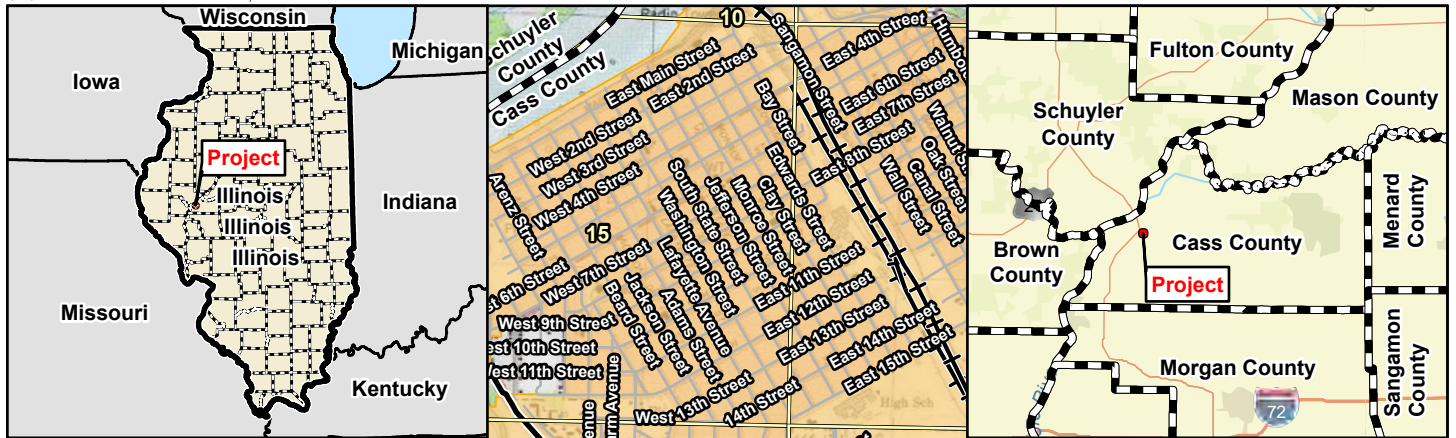 Wisconsin
Michigan
Iowa
Project
Illinois
Illinois
Illinois
Indiana
Missouri
Kentucky
10
Schuyler
County
Cass County
East Main Street
East 2nd Street
Sangamon Street
East 4th Street
East 6th Street
East 7th Street
East 8th Street
Bay Street
Edwards Street
Walnut S
Oak Street
Canal Street
Wall Street
West 2nd Street
West 3rd Street
West 4th Street
Arenz Street
15
South State Street
Washington Street
Jefferson Street
Monroe Street
Clay Street
Lafayette Avenue
Adams Street
Jackson Street
Beard Street
st 6th Street
West 7th Street
West 9th Street
est 10th Street
West 11th Street
East 11th Street
East 12th Street
East 13th Street
East 14th Street
East 15th Street
West 13th Street
14th Street
High Sch
Fulton County
Mason County
Schuyler
County
Menard
County
Brown
County
Cass County
Project
Morgan County
Sangamon
County
72